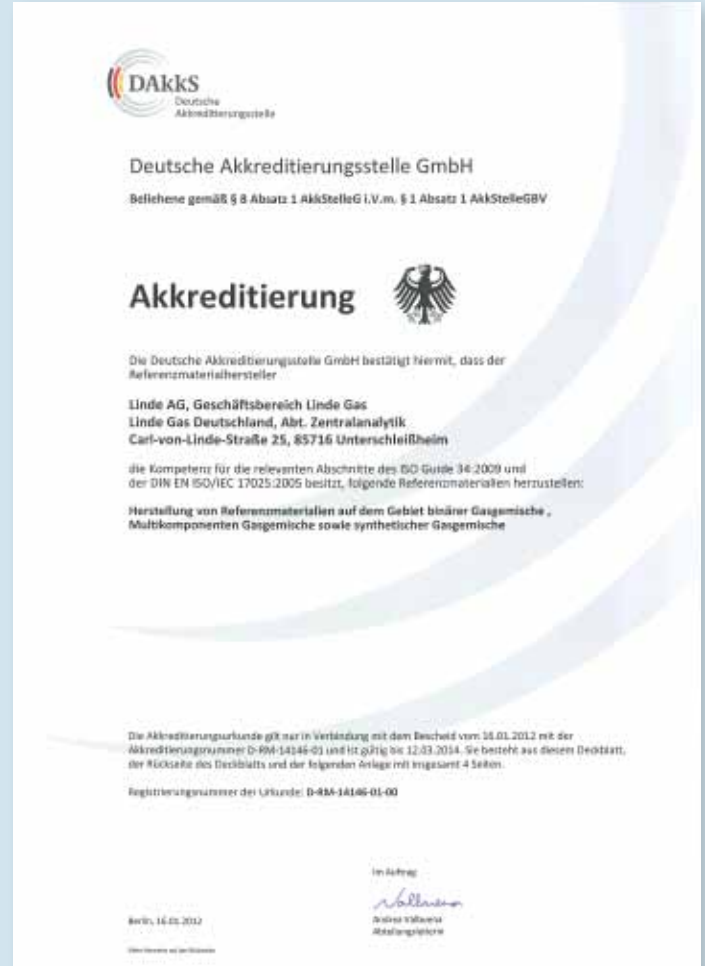 DAkkS
Deutsche
Akkreditierungsstelle
Deutsche Akkreditierungsstelle GmbH
Beliehene gemäß § 8 Absatz 1 AkkStelleG i.V.m. § 1 Absatz 1 AkkStelleGBV
Akkreditierung
Die Deutsche Akkreditierungsstelle GmbH bestätigt hiermit, dass der
Referenzmaterialhersteller
Linde AG, Geschäftsbereich Linde Gas
Linde Gas Deutschland, Abt. Zentralanalytik
Carl-von-Linde-Straße 25, 85716 Unterschleißheim
die Kompetenz für die relevanten Abschnitte des ISO Guide 34:2009 und
der DIN EN ISO/IEC 17025:2005 besitzt, folgende Referenzmaterialien herzustellen:
Herstellung von Referenzmaterialien auf dem Gebiet binärer Gasgemische ,
Multikomponenten Gasgemische sowie synthetischer Gasgemische
Die Akkreditierungsurkunde gilt nur in Verbindung mit dem Bescheid vom 16.01.2012 mit der
Akkreditierungsnummer D-RM-14146-01 und ist gültig bis 12.03.2014. Sie besteht aus diesem Deckblatt,
der Rückseite des Deckblatts und der folgenden Anlage mit insgesamt 4 Seiten.
Registrierungsnummer der Urkunde: D-RM-14146-01-00
Im Auftrag
Berlin, 16.01.2012
Andrea Valbuena
Abteilungsleiterin